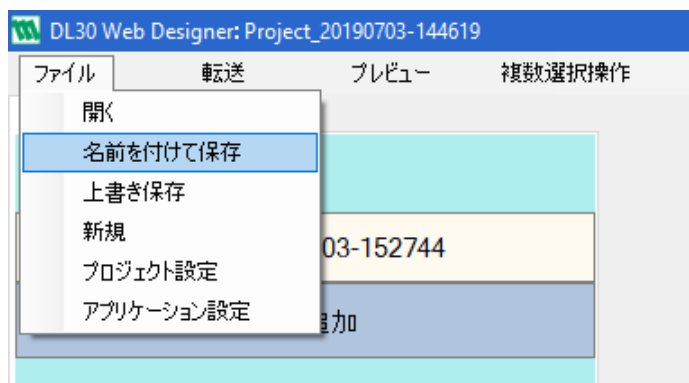 DL30 Web Designer: Project_20190703-144619
ファイル 転送 プレビュー 複数選択操作
開く
名前を付けて保存
上書き保存
新規
03-152744
プロジェクト設定
アプリケーション設定
追加